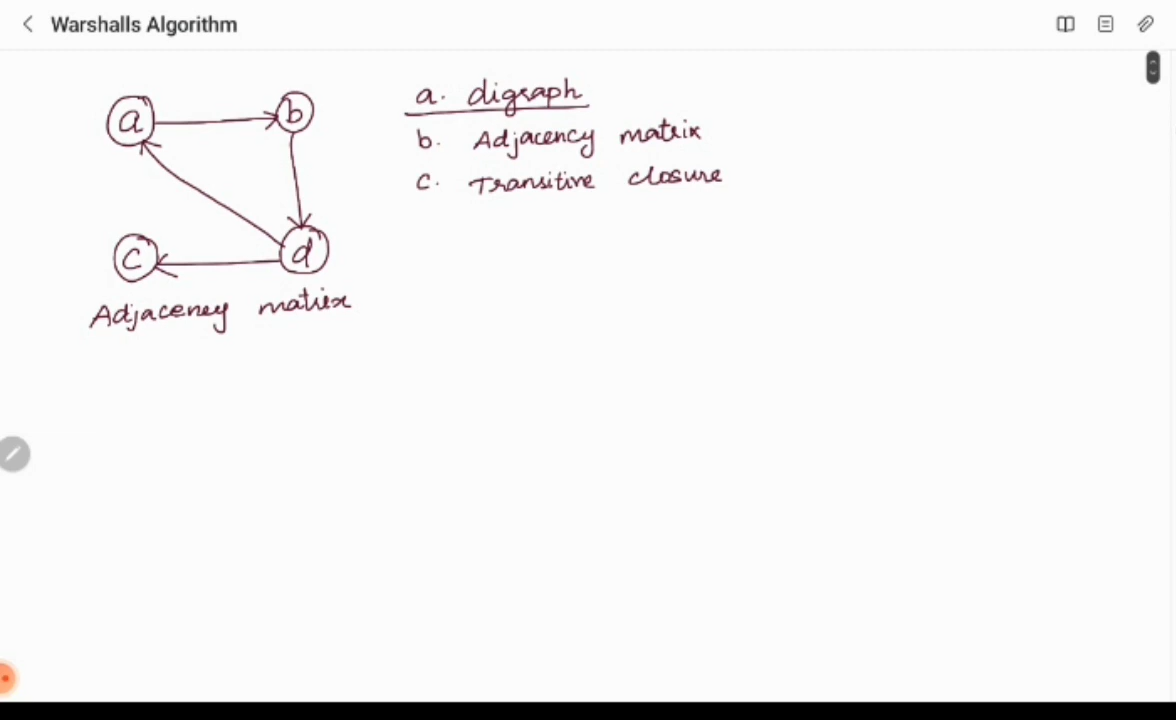 Warshalls Algorithm
a
b
a. digraph
b. Adjacency matrix
c. Transitive closure
c
d
Adjacency matrix